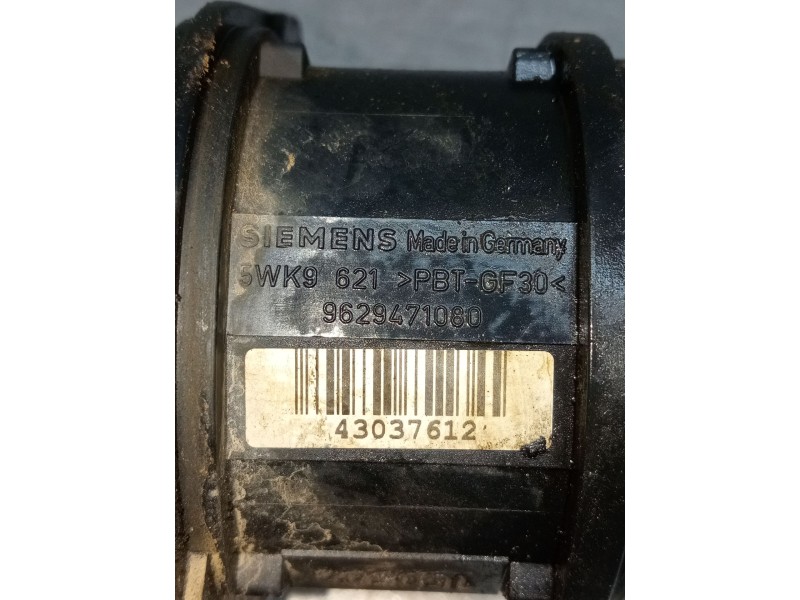 SIEMENS Made in Germany
5WK9 621 >PBT-GF30<
9629471080
43037612